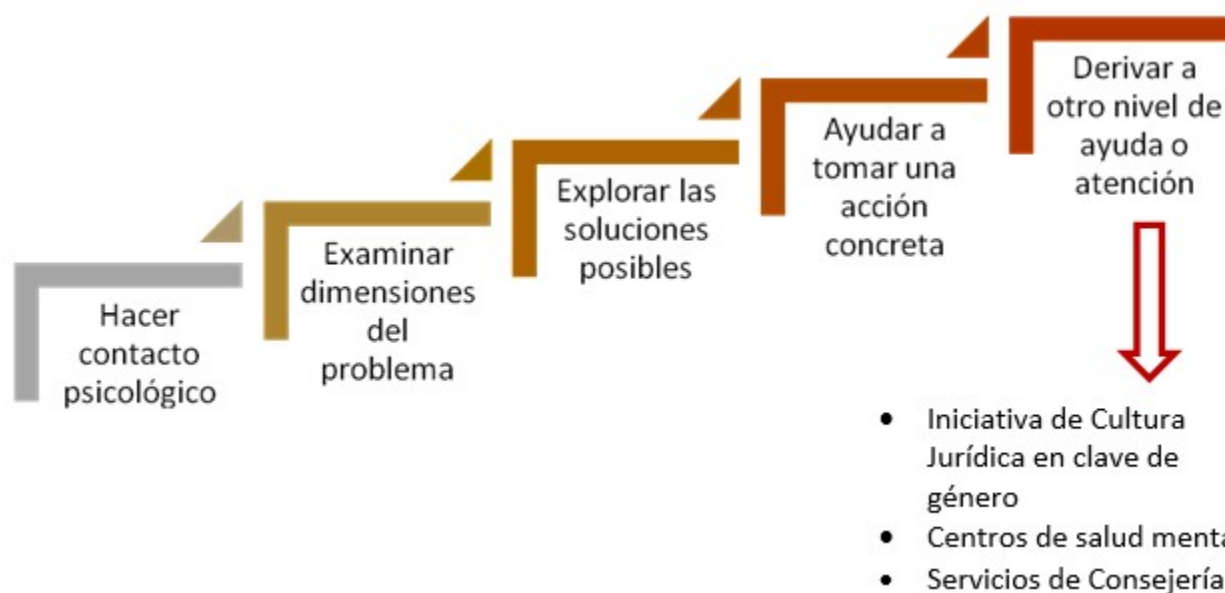 Hacer
contacto
psicológico
Examinar
dimensiones
del
problema
Explorar las
soluciones
posibles
Ayudar a
tomar una
acción
concreta
Derivar a
otro nivel de
ayuda o
atención
• Iniciativa de Cultura
Jurídica en clave de
género
• Centros de salud menta
• Servicios de Consejería